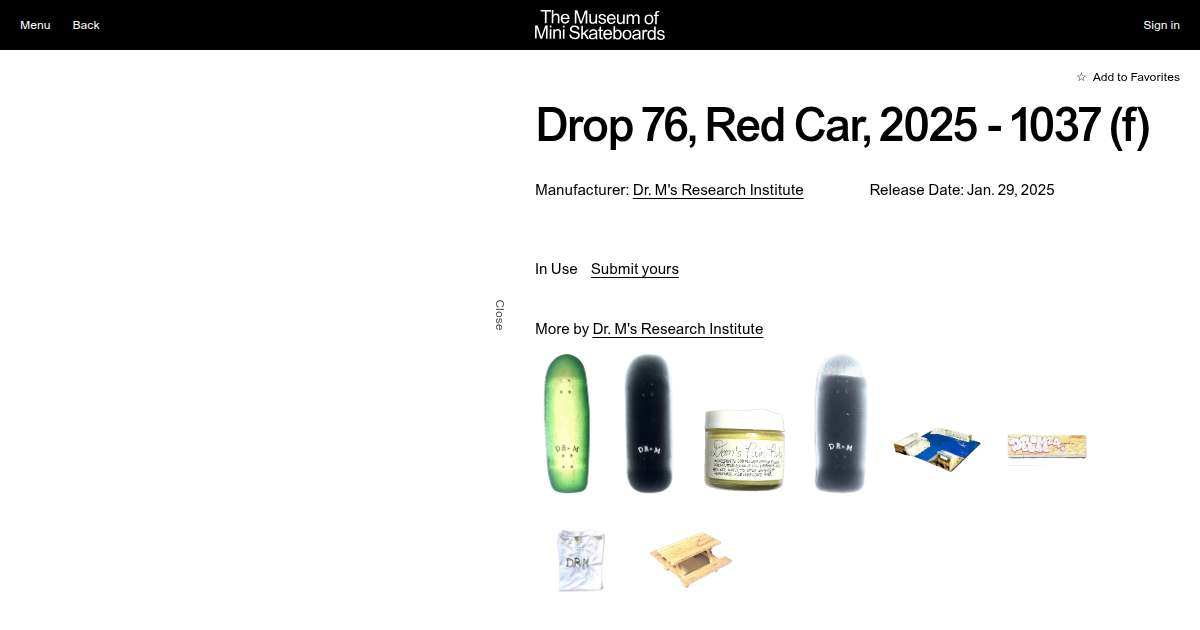 Menu
Back
The Museum of
Mini Skateboards
Sign in
☆ Add to Favorites
Drop 76, Red Car, 2025 - 1037 (f)
Manufacturer: Dr. M's Research Institute
Release Date: Jan. 29, 2025
In Use
Submit yours
Close
More by Dr. M's Research Institute
DR•M
DR•M
DR•M
DRM